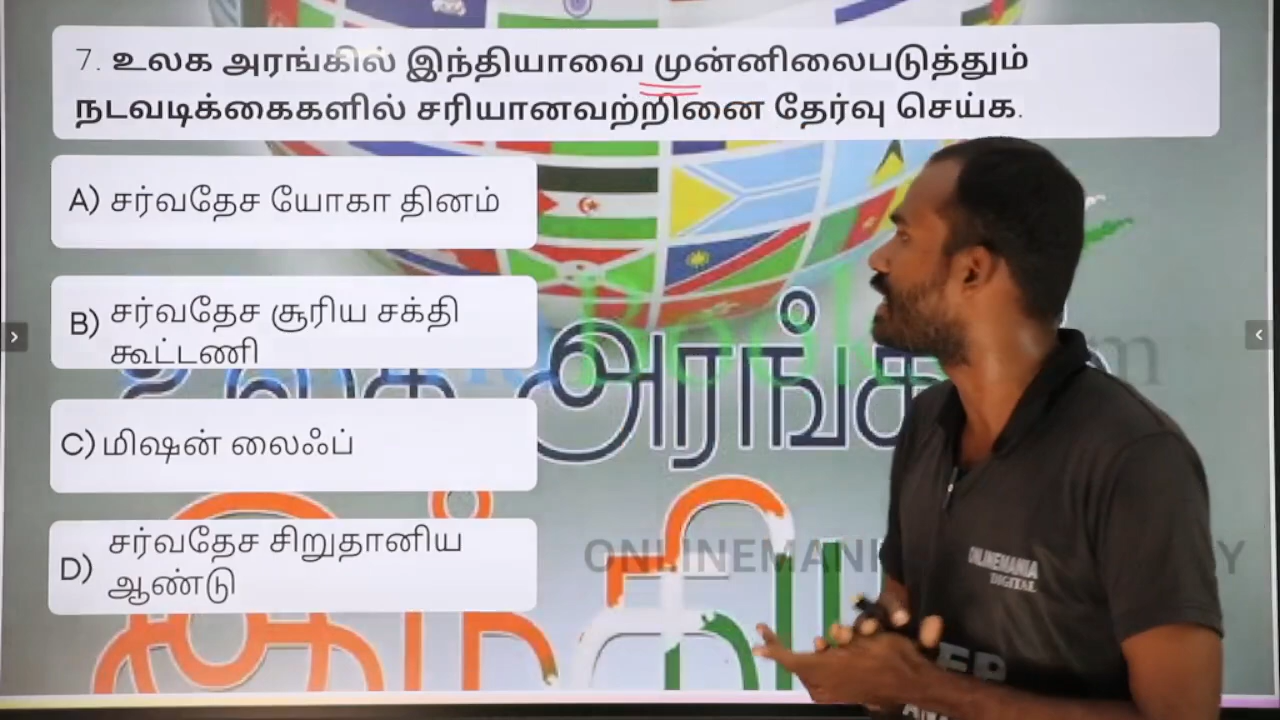 7. உலக அரங்கில் இந்தியாவை முன்னிலைபடுத்தும்
நடவடிக்கைகளில் சரியானவற்றினை தேர்வு செய்க.
A) சர்வதேச யோகா தினம்
B) சர்வதேச சூரிய சக்தி
கூட்டணி
C) மிஷன் லைஃப்
D) சர்வதேச சிறுதானிய
ஆண்டு
உலக அரங்க
ONLINEMANIA
DIGITAL